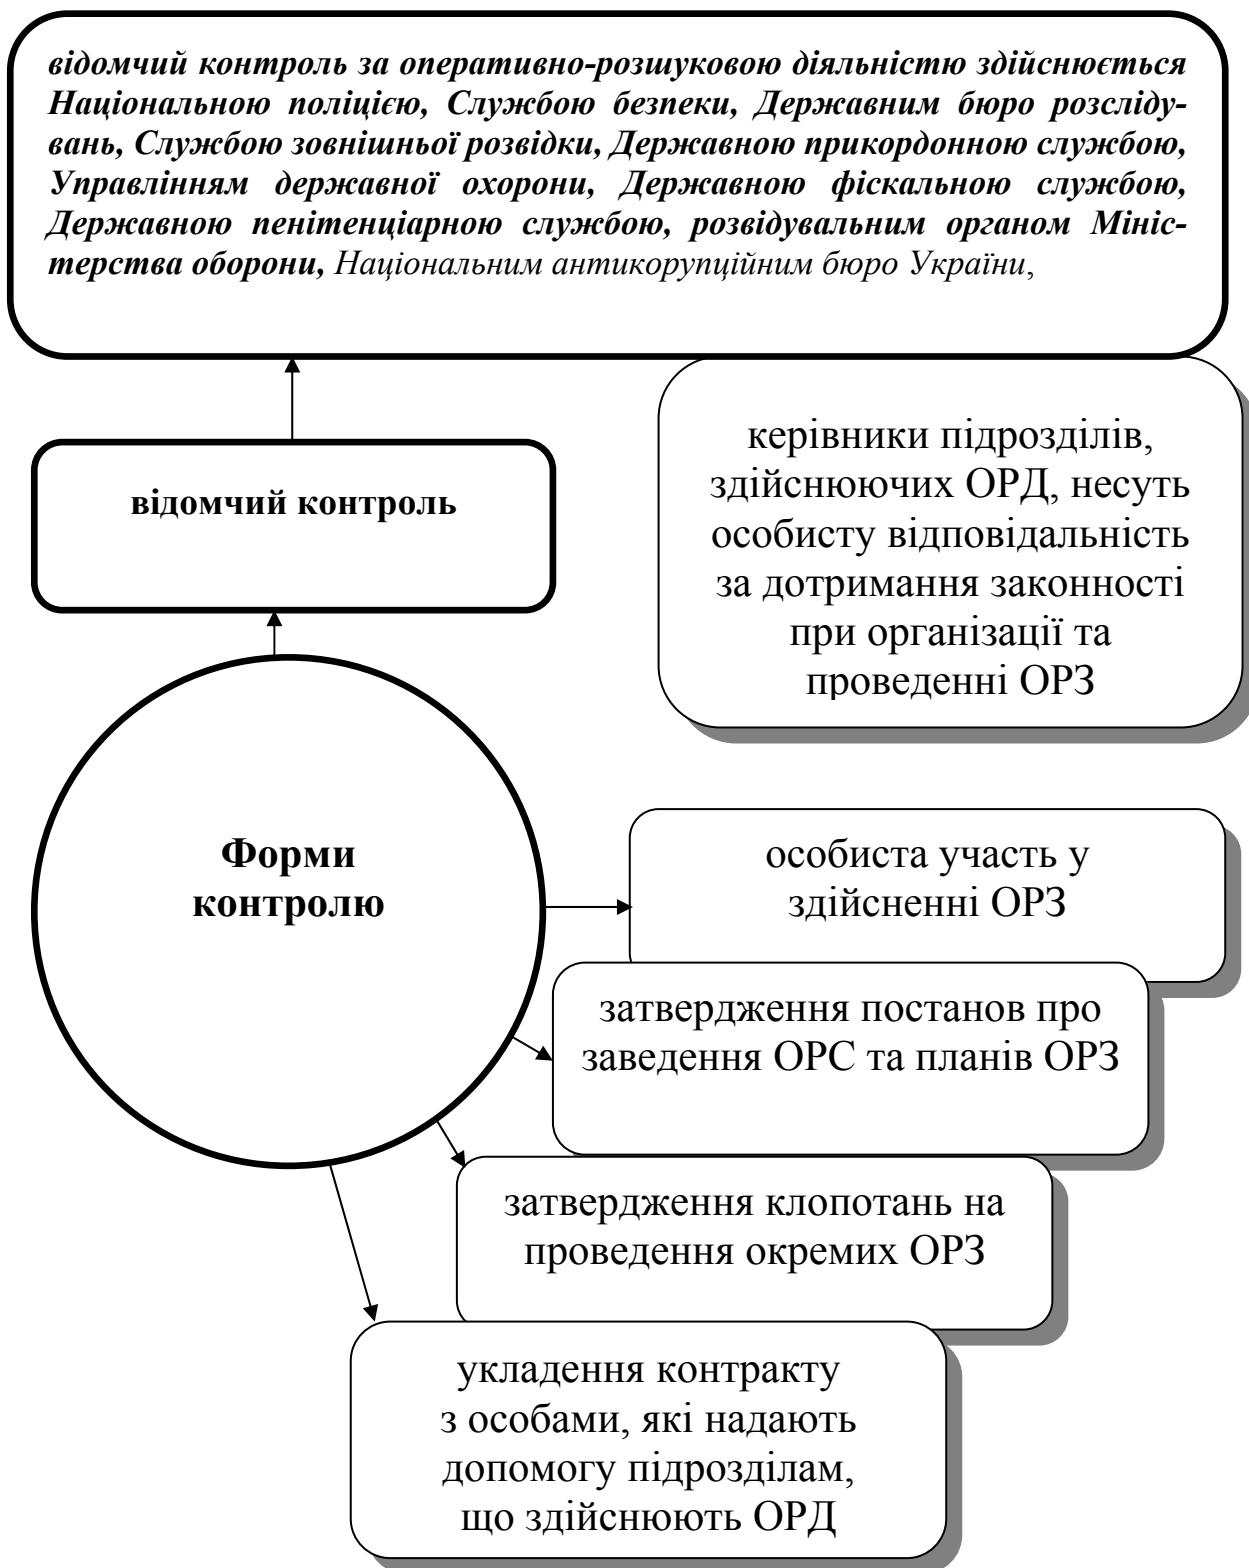 відомчий контроль за оперативно-розшуковою діяльністю здійснюється
Національною поліцією, Службою безпеки, Державним бюро розсліду-
вань, Службою зовнішньої розвідки, Державною прикордонною службою,
Управлінням державної охорони, Державною фіскальною службою,
Державною пенітенціарною службою, розвідувальним органом Мініс-
терства оборони, Національним антикорупційним бюро України,
керівники підрозділів,
здійснюючих ОРД, несуть
особисту відповідальність
за дотримання законності
при організації та
проведенні ОРЗ
відомчий контроль
Форми
контролю
особиста участь у
здійсненні ОРЗ
затвердження постанов про
заведення ОРС та планів ОРЗ
затвердження клопотань на
проведення окремих ОРЗ
укладення контракту
з особами, які надають
допомогу підрозділам,
що здійснюють ОРД